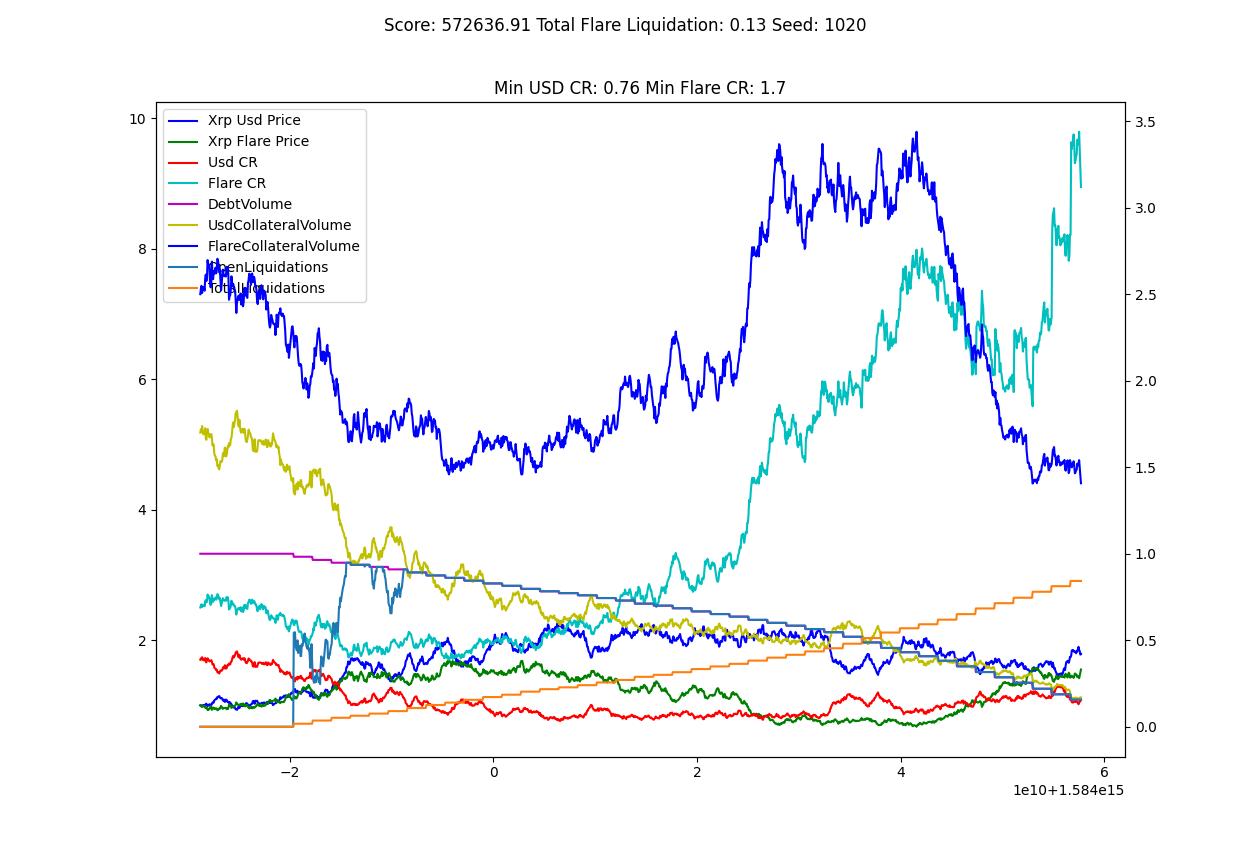 Score: 572636.91 Total Flare Liquidation: 0.13 Seed: 1020
Min USD CR: 0.76 Min Flare CR: 1.7
Xrp Usd Price
Xrp Flare Price
Usd CR
Flare CR
DebtVolume
UsdCollateralVolume
FlareCollateralVolume
OpenLiquidations
TotalLiquidations
10
8
6
4
2
3.5
3.0
2.5
2.0
1.5
1.0
0.5
0.0
−2
0
2
4
6
1e10+1.584e15